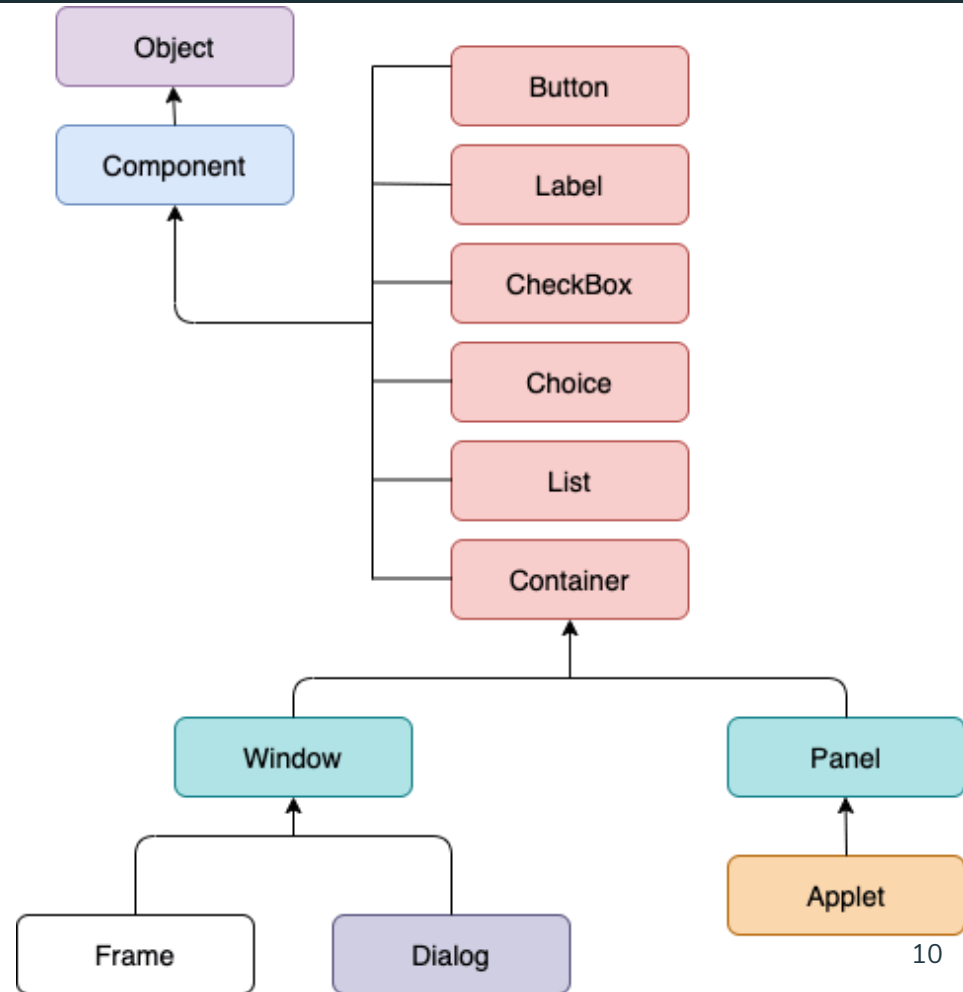 Object
Component
Button
Label
CheckBox
Choice
List
Container
Window
Panel
Frame
Dialog
Applet
10